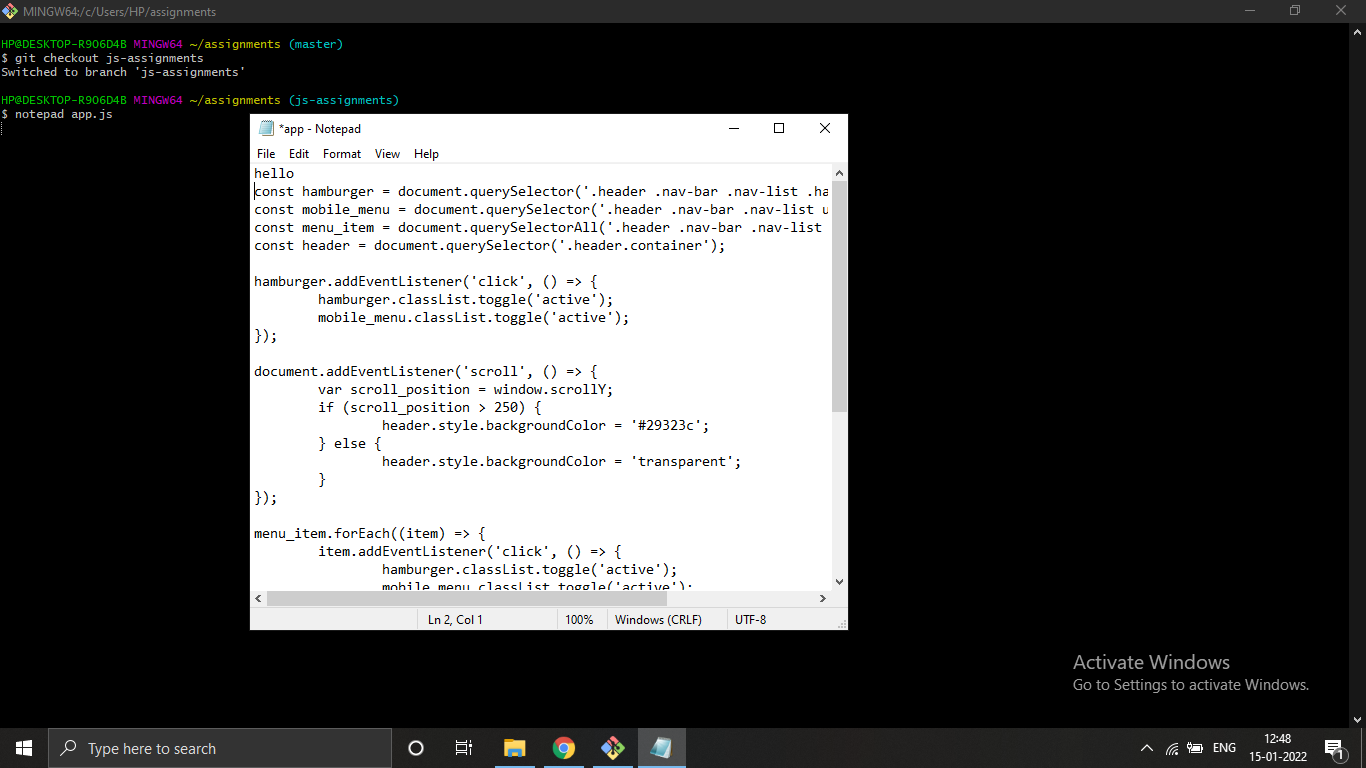 MINGW64:/c/Users/HP/assignments
HP@DESKTOP-R9O6D4B MINGW64 ~/assignments (master)
$ git checkout js-assignments
Switched to branch 'js-assignments'
HP@DESKTOP-R9O6D4B MINGW64 ~/assignments (js-assignments)
$ notepad app.js
*app - Notepad
File Edit Format View Help
hello
const hamburger = document.querySelector('.header .nav-bar .nav-list .ha
const mobile_menu = document.querySelector('.header .nav-bar .nav-list u
const menu_item = document.querySelectorAll('.header .nav-bar .nav-list
const header = document.querySelector('.header.container');
hamburger.addEventListener('click', () => {
hamburger.classList.toggle('active');
mobile_menu.classList.toggle('active');
});
document.addEventListener('scroll', () => {
var scroll_position = window.scrollY;
if (scroll_position > 250) {
header.style.backgroundColor = '#29323c';
} else {
header.style.backgroundColor = 'transparent';
}
});
menu_item.forEach((item) => {
item.addEventListener('click', () => {
hamburger.classList.toggle('active');
mobile_menu.classList.toggle('active');
Ln 2, Col 1 100% Windows (CRLF) UTF-8
Activate Windows
Go to Settings to activate Windows.
Type here to search
ENG
12:48
15-01-2022
1